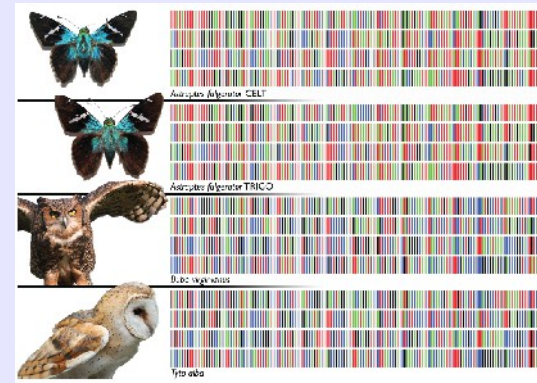 Astraptes fulgerator CELT
Astraptes fulgerator TRIGO
Bubo virginianus
Tyto alba